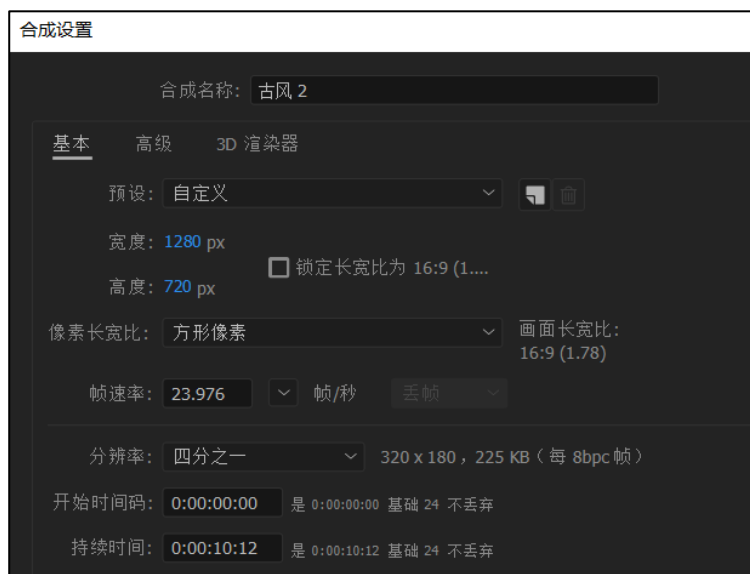 合成设置
合成名称: 古风 2
基本 高级 3D 渲染器
预设: 自定义
宽度: 1280 px
锁定长宽比为 16:9 (1....
高度: 720 px
像素长宽比: 方形像素 画面长宽比:
16:9 (1.78)
帧速率: 23.976 帧/秒 丢帧
分辨率: 四分之一 320 x 180，225 KB（每 8bpc 帧）
开始时间码: 0:00:00:00 是 0:00:00:00 基础 24 不丢弃
持续时间: 0:00:10:12 是 0:00:10:12 基础 24 不丢弃